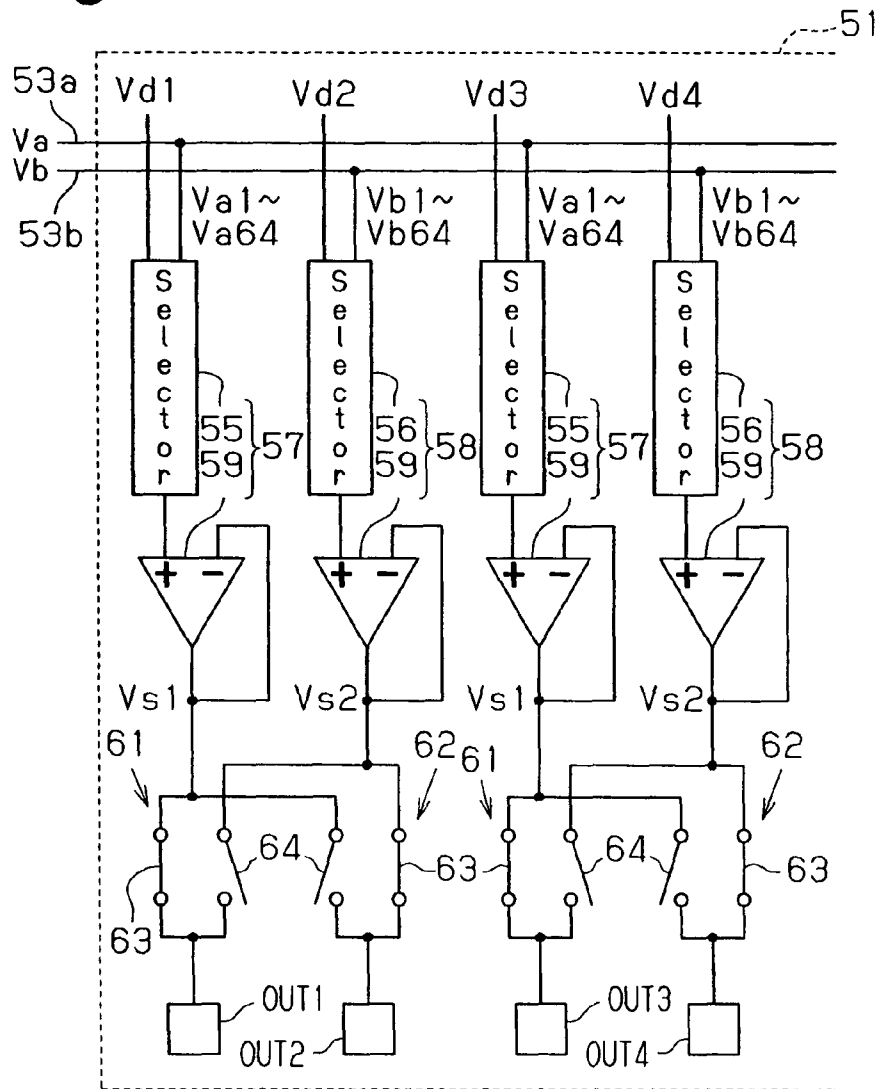 51
53a
Vd1 Vd2 Vd3 Vd4
Va
Vb
53b
Va1~
Va64
Vb1~
Vb64
Va1~
Va64
Vb1~
Vb64
Selector Selector Selector Selector
55
59
57
56
59
58
55
59
57
56
59
58
+ − + − + − + −
Vs1 Vs2 Vs1 Vs2
61 62 61 62
64 64
63 63 63
OUT1 OUT3
OUT2 OUT4